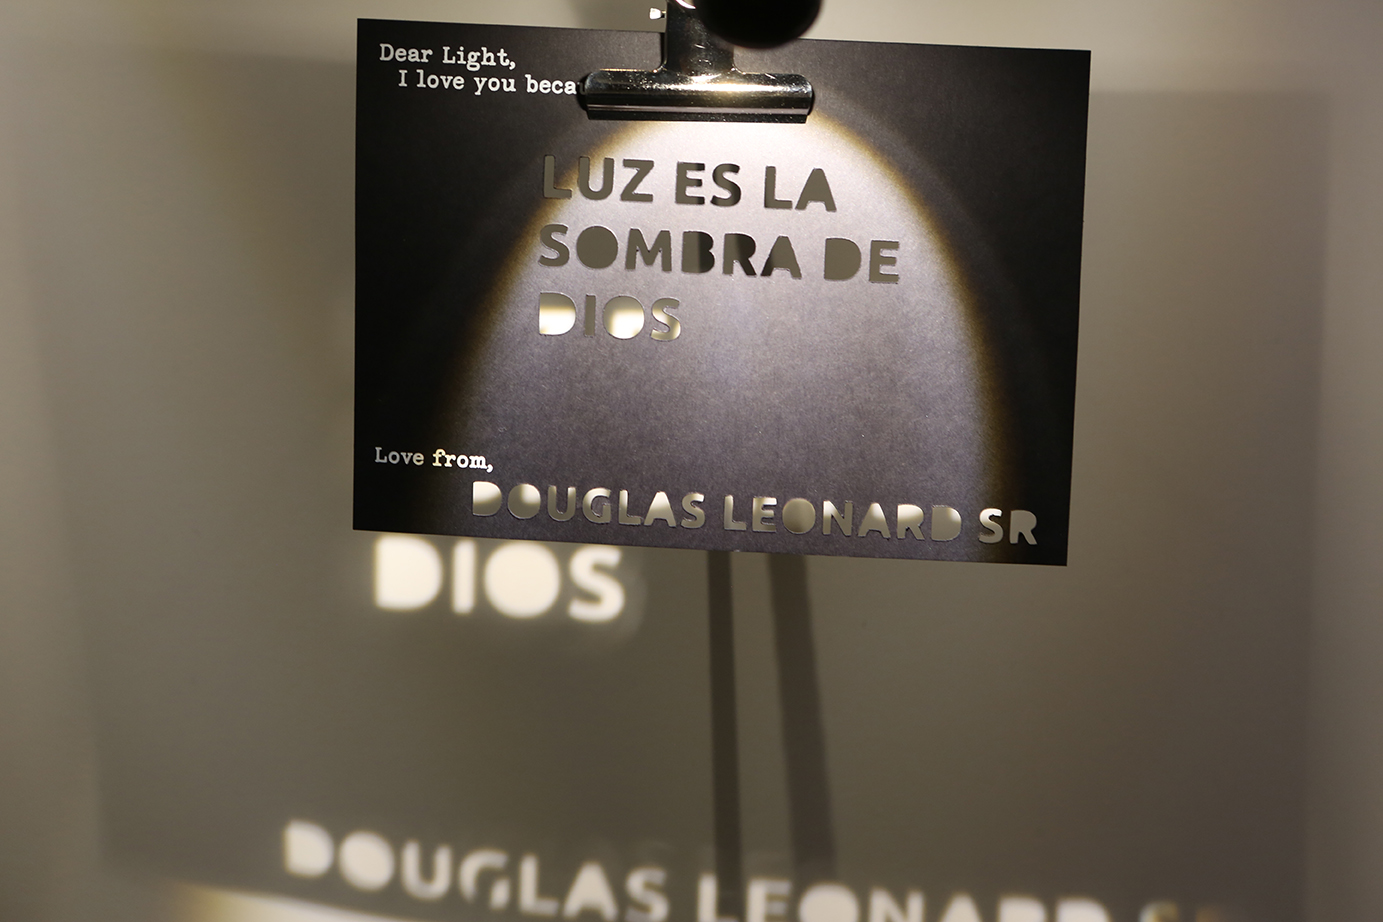 Dear Light,
I love you beca
LUZ ES LA
SOMBRA DE
DIOS
Love from,
DOUGLAS LEONARD SR
DIOS
DOUGLAS LEONARD SR